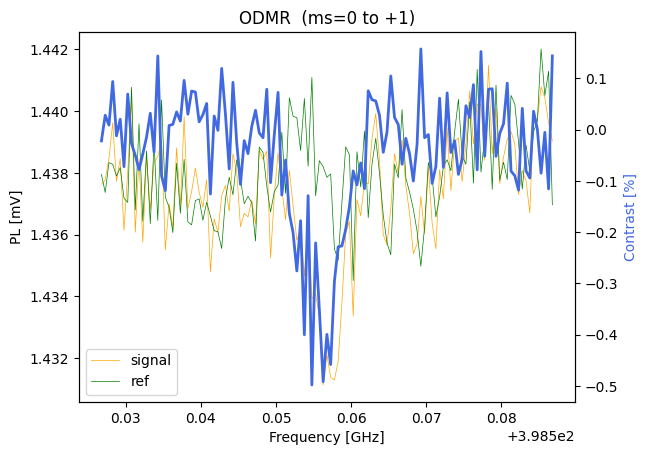 ODMR  (ms=0 to +1)
1.442
1.440
1.438
1.436
1.434
1.432
PL [mV]
0.1
0.0
−0.1
−0.2
−0.3
−0.4
−0.5
Contrast [%]
signal
ref
0.03 0.04 0.05 0.06 0.07 0.08
Frequency [GHz]
+3.985e2